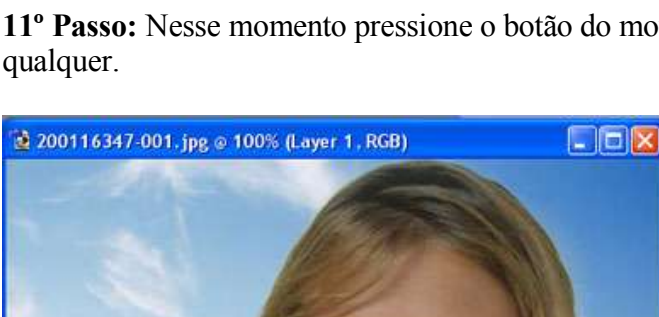 11º Passo: Nesse momento pressione o botão do mo
qualquer.
200116347-001.jpg @ 100% (Layer 1, RGB)